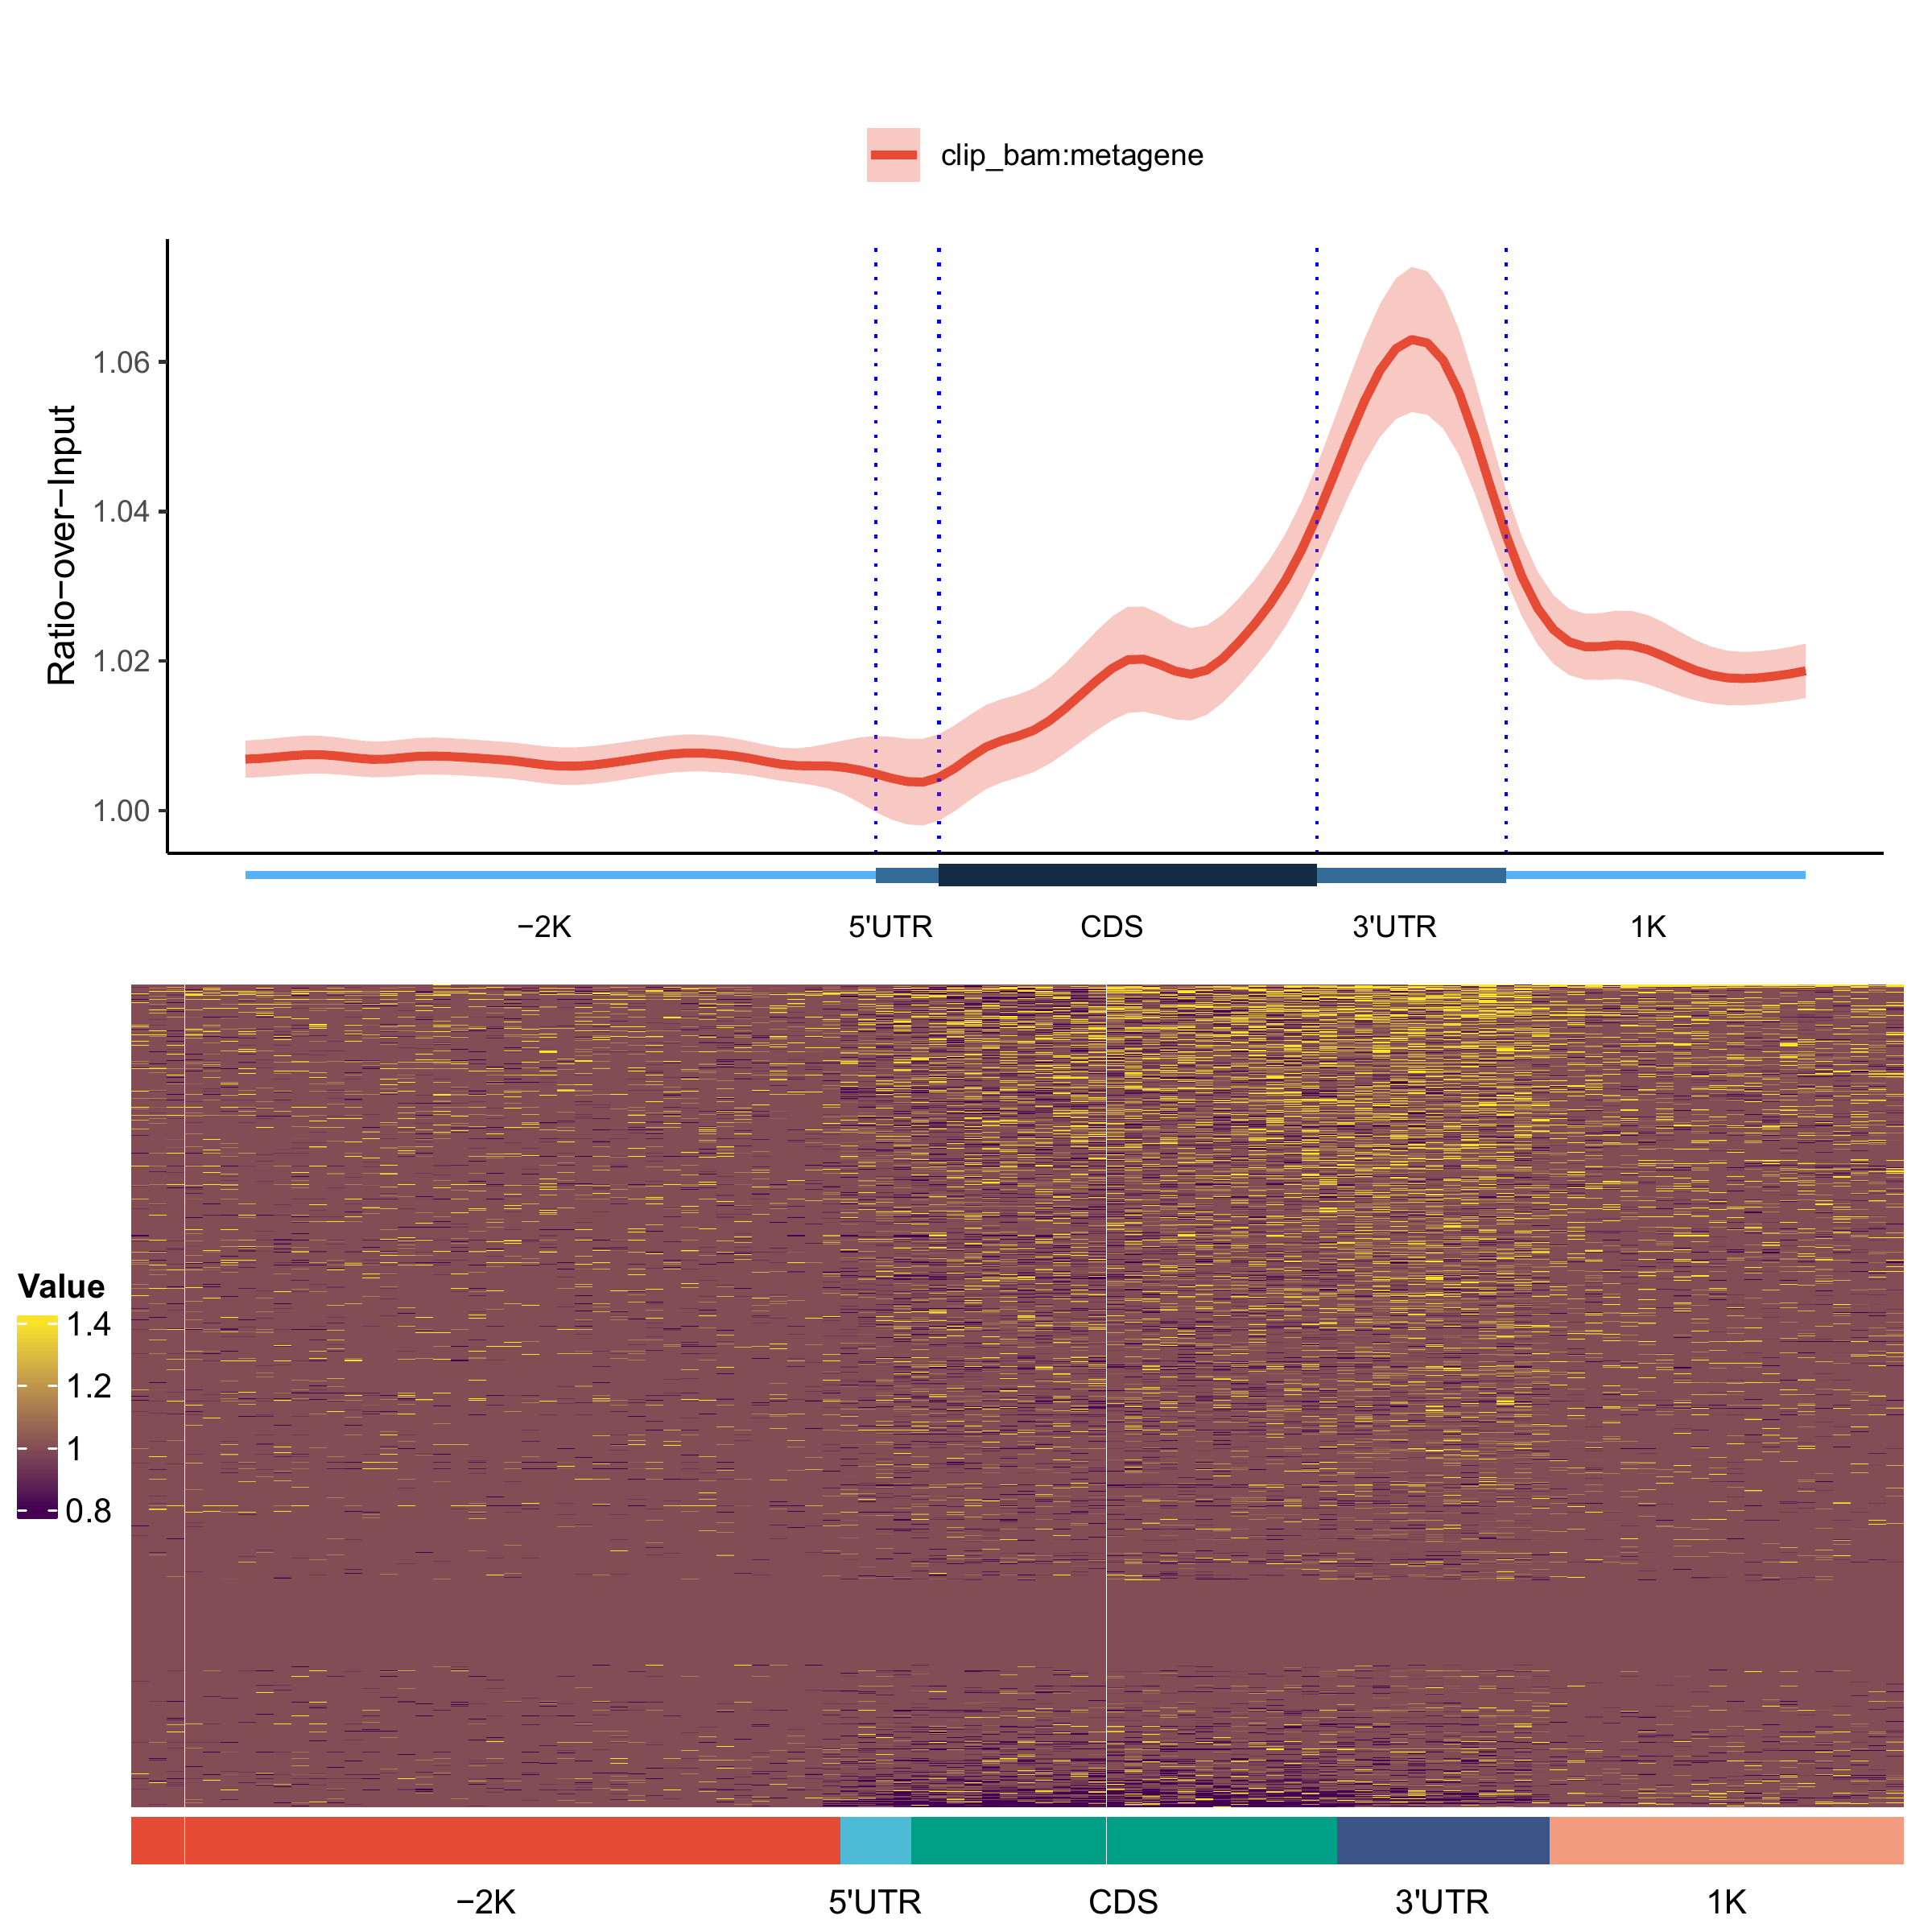 clip_bam:metagene
Ratio−over−Input
1.06
1.04
1.02
1.00
−2K 5'UTR CDS 3'UTR 1K
Value
1.4
1.2
1
0.8
−2K 5'UTR CDS 3'UTR 1K